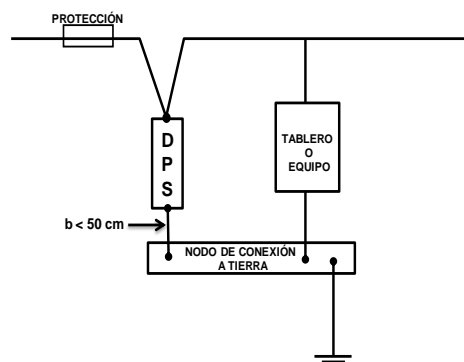 PROTECCIÓN
D
P
S
TABLERO
O
EQUIPO
b < 50 cm
NODO DE CONEXIÓN
A TIERRA